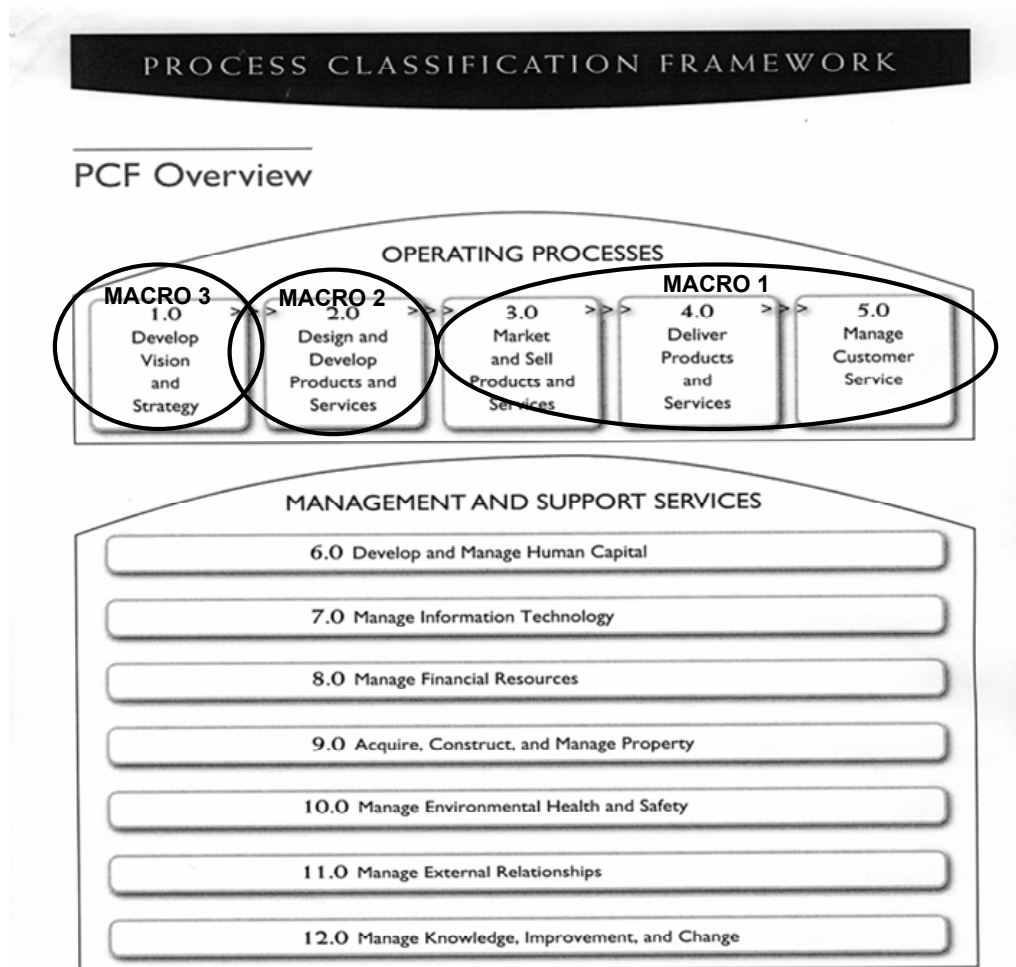 PROCESS CLASSIFICATION FRAMEWORK
PCF Overview
OPERATING PROCESSES
MACRO 3
1.0
Develop
Vision
and
Strategy
> > >
MACRO 2
2.0
Design and
Develop
Products and
Services
> > >
MACRO 1
3.0
Market
and Sell
Products and
Services
> > >
4.0
Deliver
Products
and
Services
> > >
5.0
Manage
Customer
Service
MANAGEMENT AND SUPPORT SERVICES
6.0 Develop and Manage Human Capital
7.0 Manage Information Technology
8.0 Manage Financial Resources
9.0 Acquire, Construct, and Manage Property
10.0 Manage Environmental Health and Safety
11.0 Manage External Relationships
12.0 Manage Knowledge, Improvement, and Change